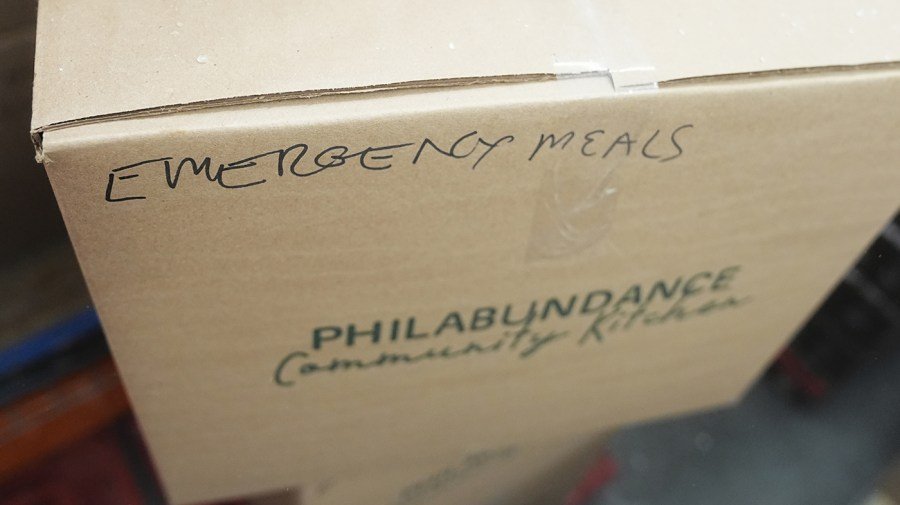 EMERGENCY MEALS
PHILABUNDANCE
Community Kitchen